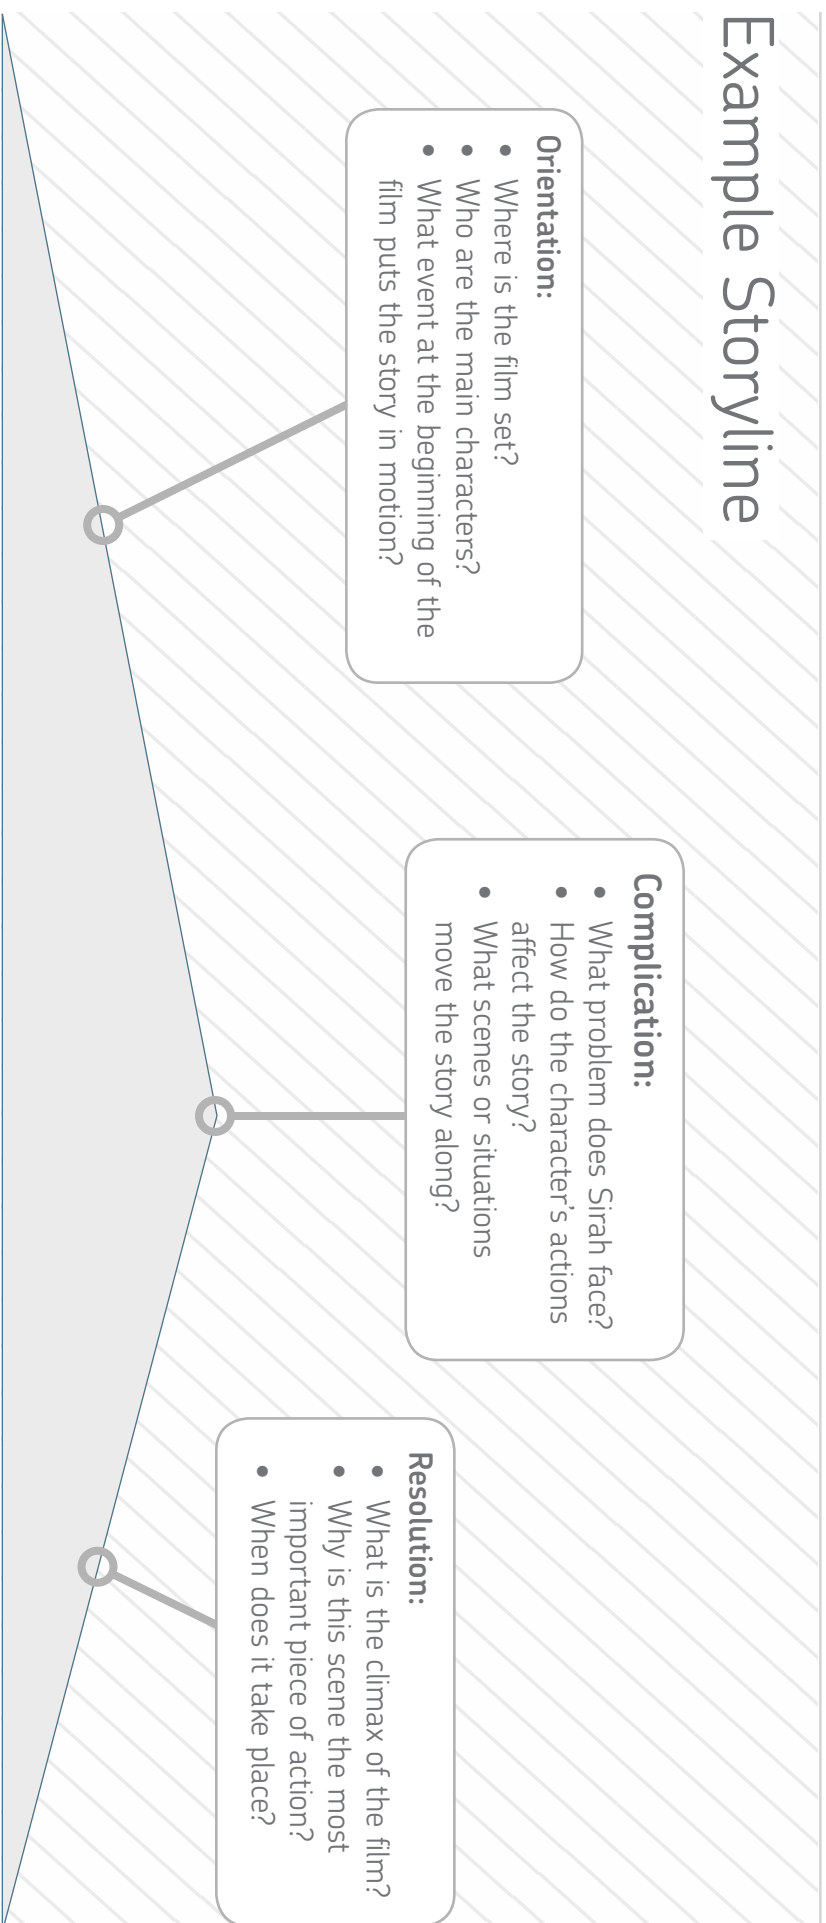 Example Storyline
Orientation:
• Where is the film set?
• Who are the main characters?
• What event at the beginning of the
film puts the story in motion?
Complication:
• What problem does Sirah face?
• How do the character’s actions
affect the story?
• What scenes or situations
move the story along?
Resolution:
• What is the climax of the film?
• Why is this scene the most
important piece of action?
• When does it take place?